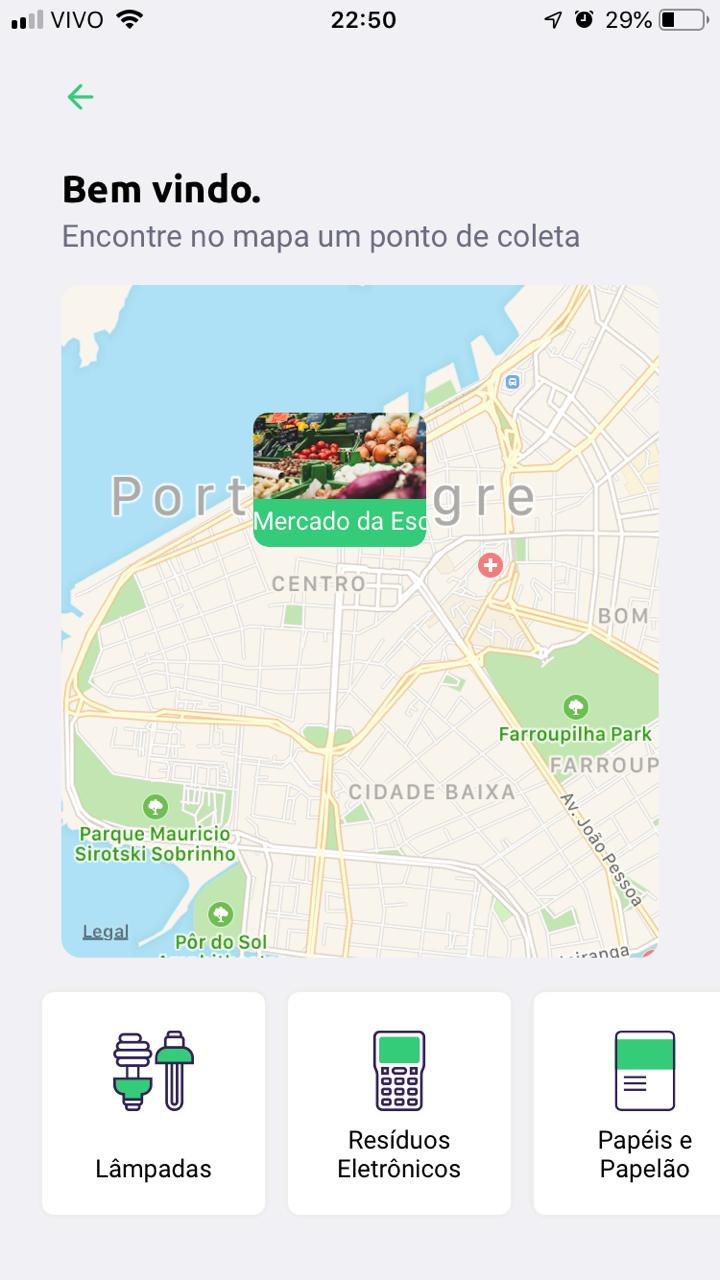 VIVO 22:50 29%
Bem vindo.
Encontre no mapa um ponto de coleta
Port gre
Mercado da Esc
CENTRO
BOM
Farroupilha Park
FARROUP
CIDADE BAIXA
Av. João Pessoa
Parque Mauricio
Sirotski Sobrinho
Legal
Pôr do Sol
Lâmpadas
Resíduos
Eletrônicos
Papéis e
Papelão